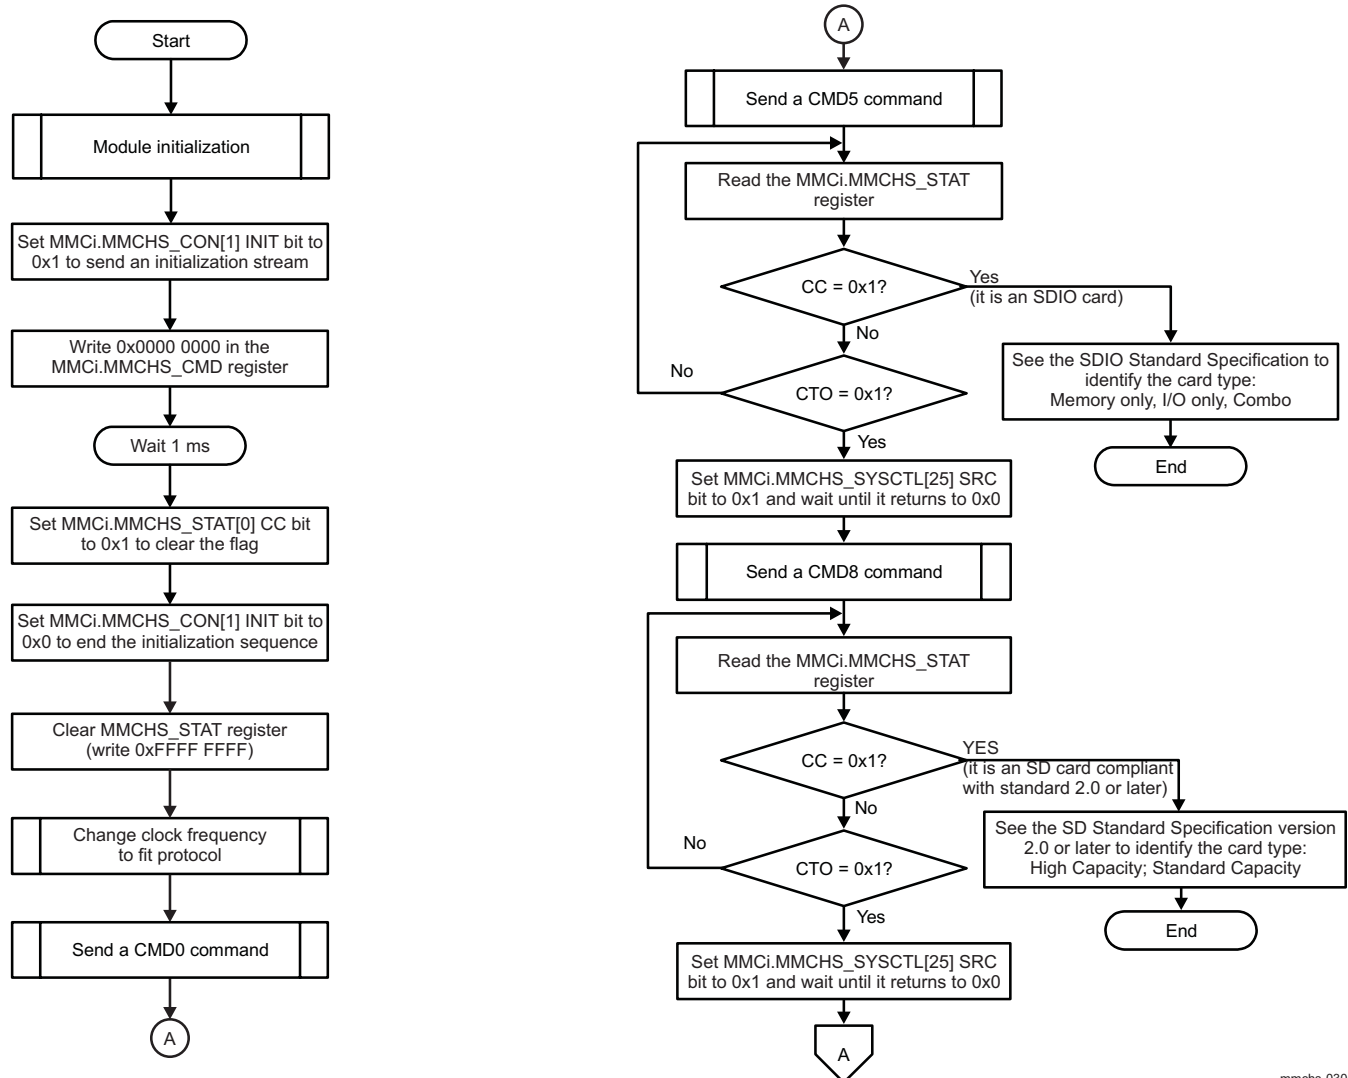 Start
Module initialization
Set MMCi.MMCHS_CON[1] INIT bit to
0x1 to send an initialization stream
Write 0x0000 0000 in the
MMCi.MMCHS_CMD register
Wait 1 ms
Set MMCi.MMCHS_STAT[0] CC bit
to 0x1 to clear the flag
Set MMCi.MMCHS_CON[1] INIT bit to
0x0 to end the initialization sequence
Clear MMCHS_STAT register
(write 0xFFFF FFFF)
Change clock frequency
to fit protocol
Send a CMD0 command
A
A
Send a CMD5 command
Read the MMCi.MMCHS_STAT
register
CC = 0x1?
Yes
(it is an SDIO card)
No
See the SDIO Standard Specification to
identify the card type:
Memory only, I/O only, Combo
End
CTO = 0x1?
No
Yes
Set MMCi.MMCHS_SYSCTL[25] SRC
bit to 0x1 and wait until it returns to 0x0
Send a CMD8 command
Read the MMCi.MMCHS_STAT
register
CC = 0x1?
YES
(it is an SD card compliant
with standard 2.0 or later)
No
See the SD Standard Specification version
2.0 or later to identify the card type:
High Capacity; Standard Capacity
End
CTO = 0x1?
No
Yes
Set MMCi.MMCHS_SYSCTL[25] SRC
bit to 0x1 and wait until it returns to 0x0
A